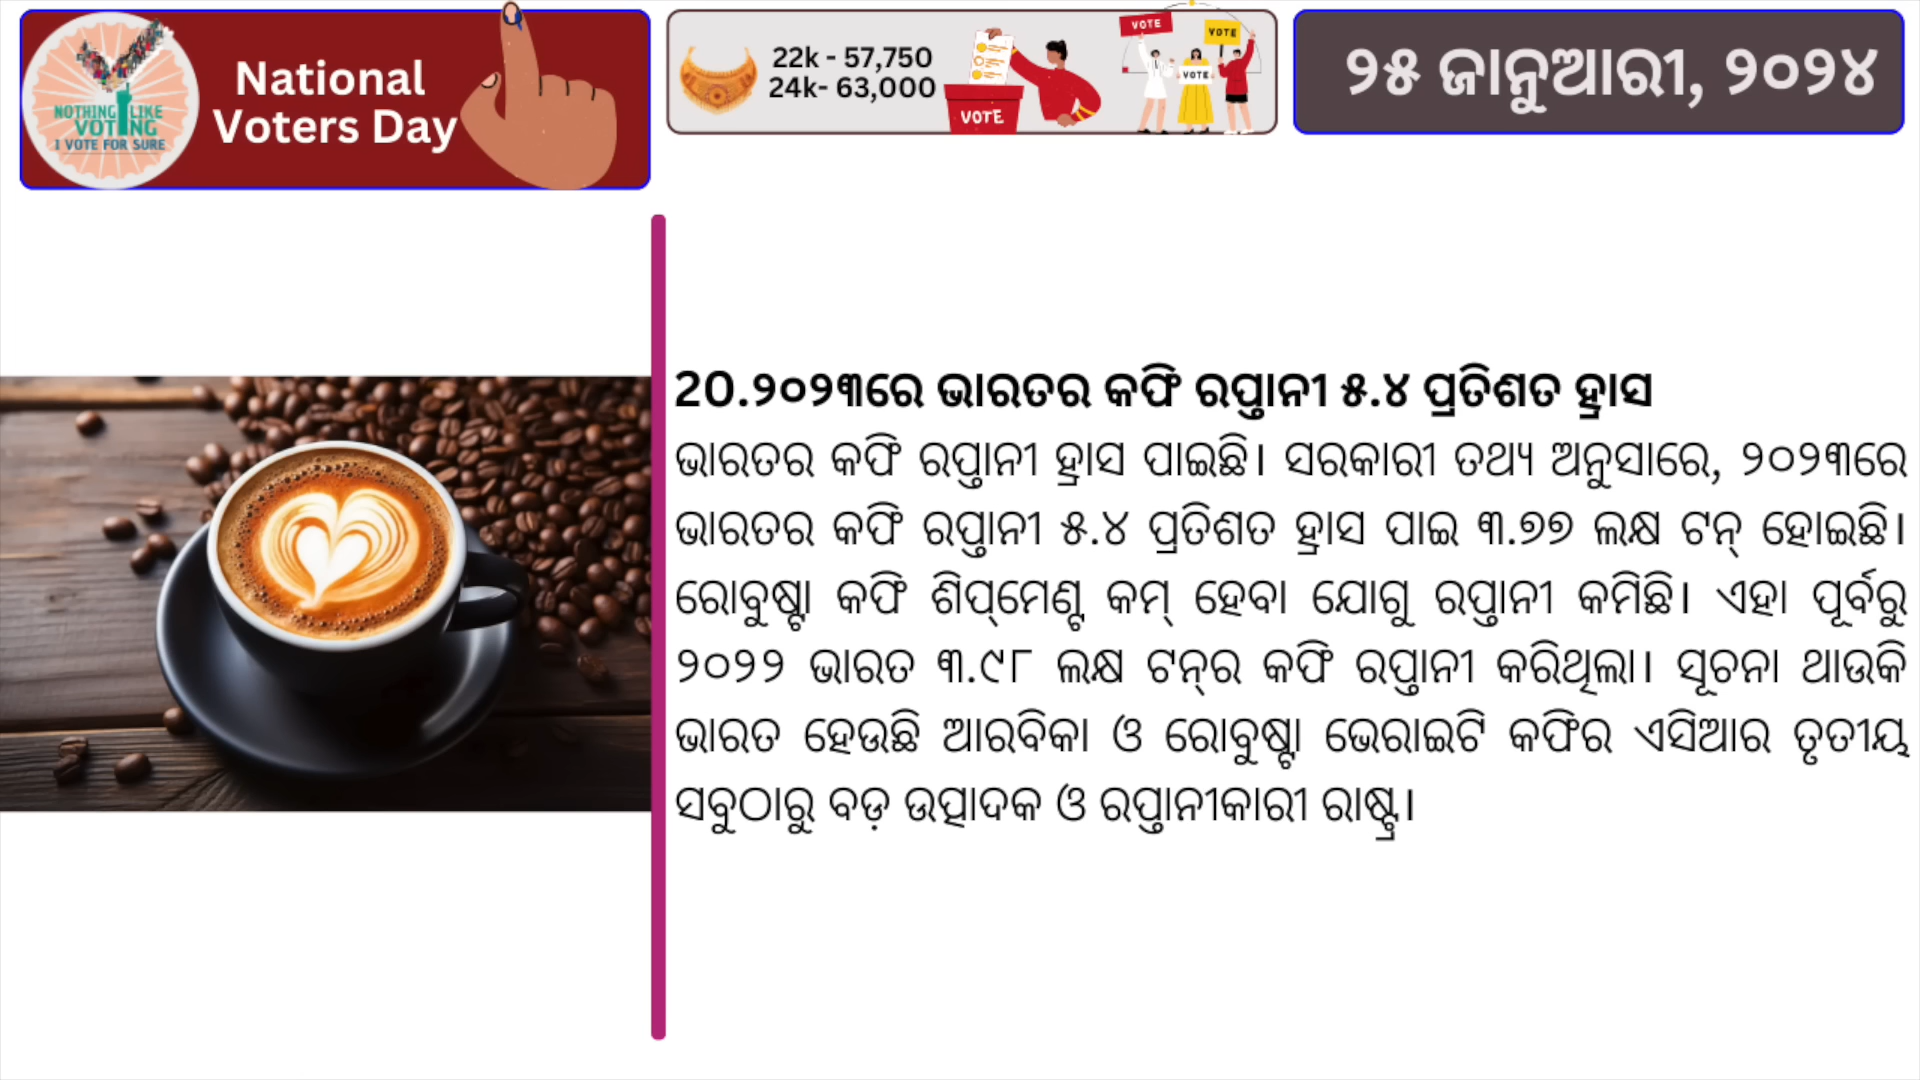 NOTHING LIKE
VOTING
I VOTE FOR SURE
National
Voters Day
22k - 57,750
24k- 63,000
VOTE
VOTE
VOTE
VOTE
୨୫ ଜାନୁଆରୀ, ୨୦୨୪
20.୨୦୨୩ରେ ଭାରତର କଫି ରପ୍ତାନୀ ୫.୪ ପ୍ରତିଶତ ହ୍ରାସ
ଭାରତର କଫି ରପ୍ତାନୀ ହ୍ରାସ ପାଇଛି। ସରକାରୀ ତଥ୍ୟ ଅନୁସାରେ, ୨୦୨୩ରେ
ଭାରତର କଫି ରପ୍ତାନୀ ୫.୪ ପ୍ରତିଶତ ହ୍ରାସ ପାଇ ୩.୭୭ ଲକ୍ଷ ଟନ୍ ହୋଇଛି।
ରୋବୁଷ୍ଟା କଫି ଶିପ୍‌ମେଣ୍ଟ କମ୍ ହେବା ଯୋଗୁ ରପ୍ତାନୀ କମିଛି। ଏହା ପୂର୍ବରୁ
୨୦୨୨ ଭାରତ ୩.୯୮ ଲକ୍ଷ ଟନ୍‌ର କଫି ରପ୍ତାନୀ କରିଥିଲା। ସୂଚନା ଥାଉକି
ଭାରତ ହେଉଛି ଆରବିକା ଓ ରୋବୁଷ୍ଟା ଭେରାଇଟି କଫିର ଏସିଆର ତୃତୀୟ
ସବୁଠାରୁ ବଡ଼ ଉତ୍ପାଦକ ଓ ରପ୍ତାନୀକାରୀ ରାଷ୍ଟ୍ର।